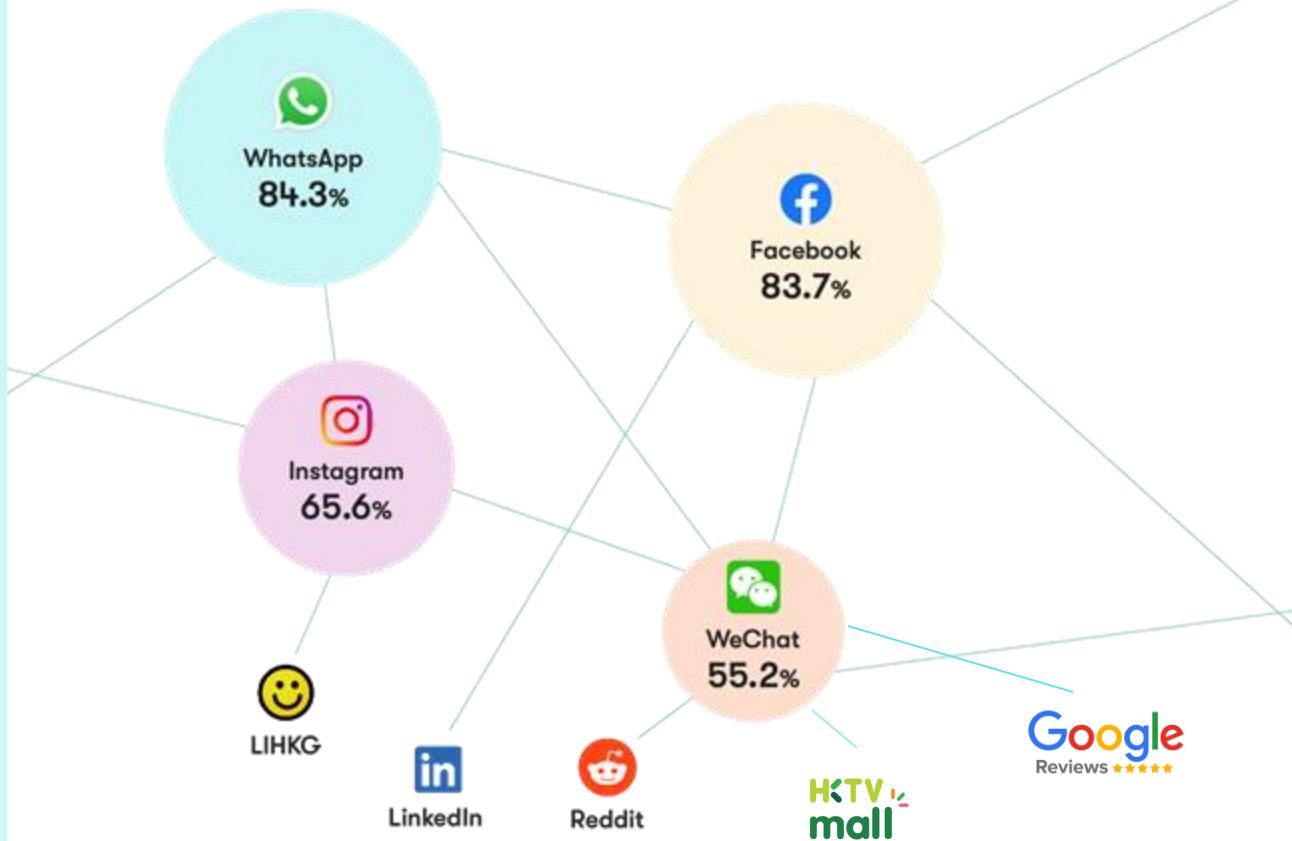 WhatsApp
84.3%
Facebook
83.7%
Instagram
65.6%
WeChat
55.2%
LIHKG
in
LinkedIn
Reddit
HKTV
mall
Google
Reviews